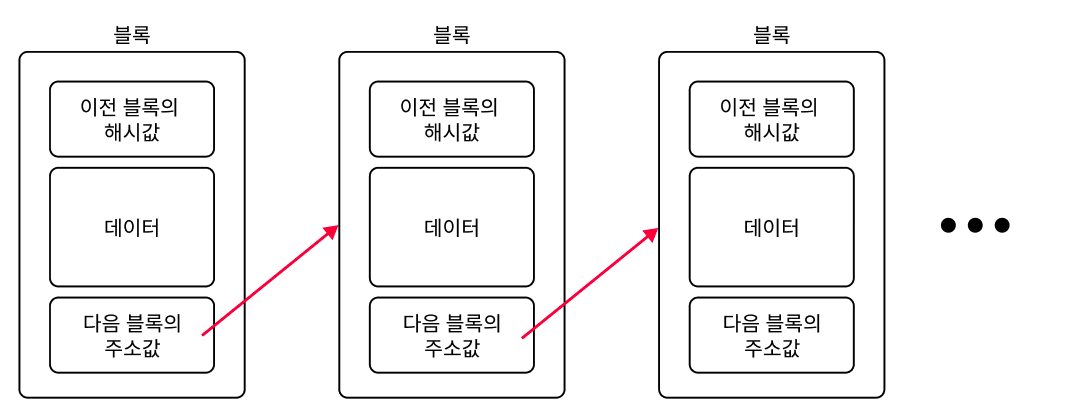 블록
이전 블록의
해시값
데이터
다음 블록의
주소값
블록
이전 블록의
해시값
데이터
다음 블록의
주소값
블록
이전 블록의
해시값
데이터
다음 블록의
주소값